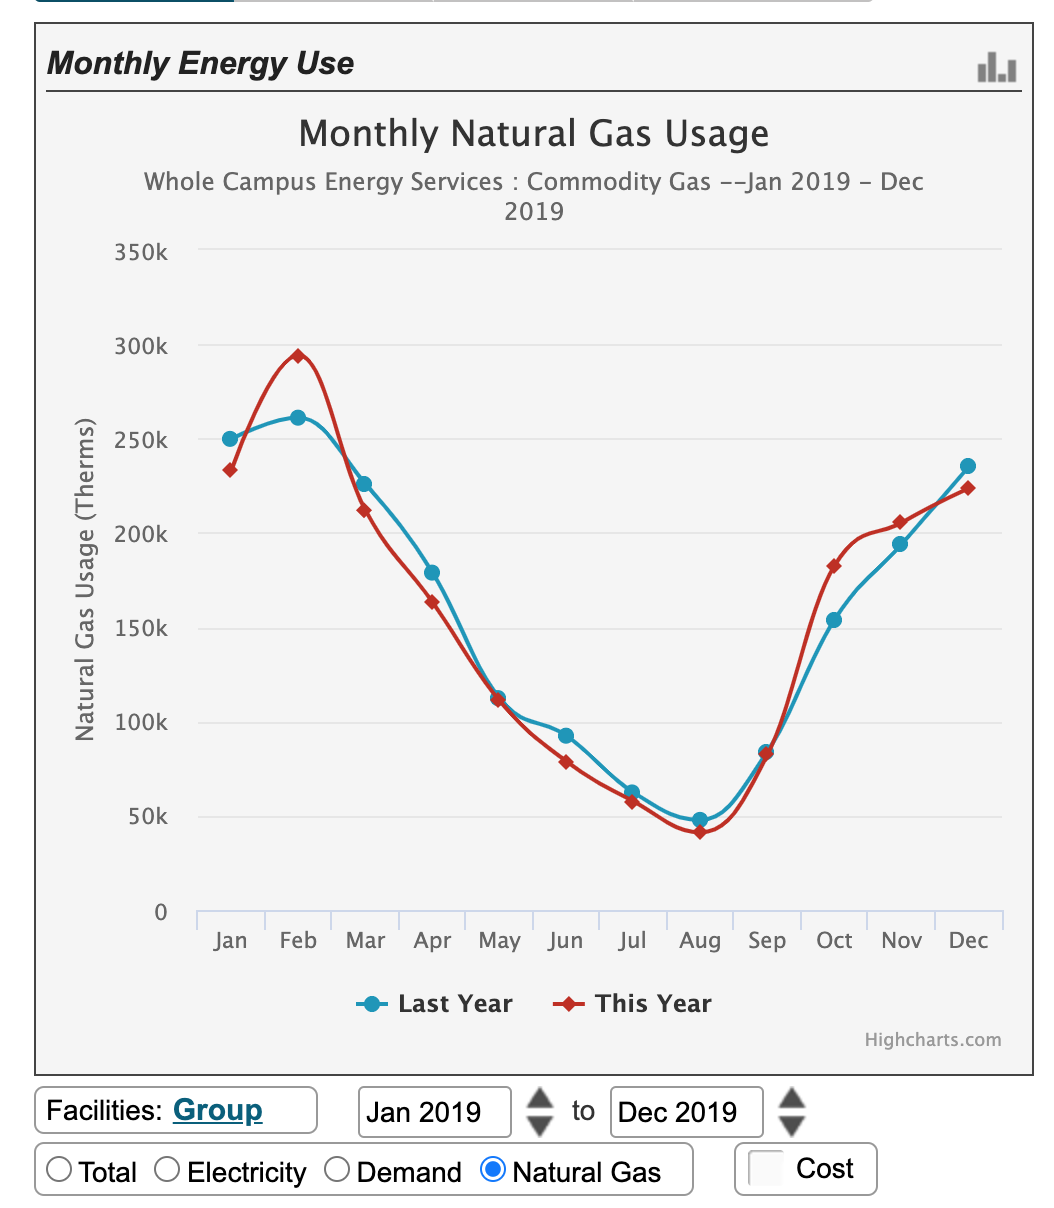 Monthly Energy Use
Monthly Natural Gas Usage
Whole Campus Energy Services : Commodity Gas --Jan 2019 - Dec
2019
Natural Gas Usage (Therms)
350k
300k
250k
200k
150k
100k
50k
0
Jan Feb Mar Apr May Jun Jul Aug Sep Oct Nov Dec
Last Year This Year
Highcharts.com
Facilities: Group Jan 2019 to Dec 2019
Total Electricity Demand Natural Gas Cost